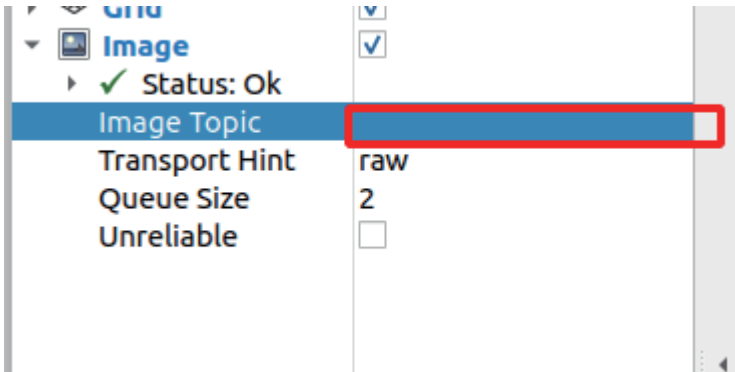 Grid
Image
Status: Ok
Image Topic
Transport Hint raw
Queue Size 2
Unreliable